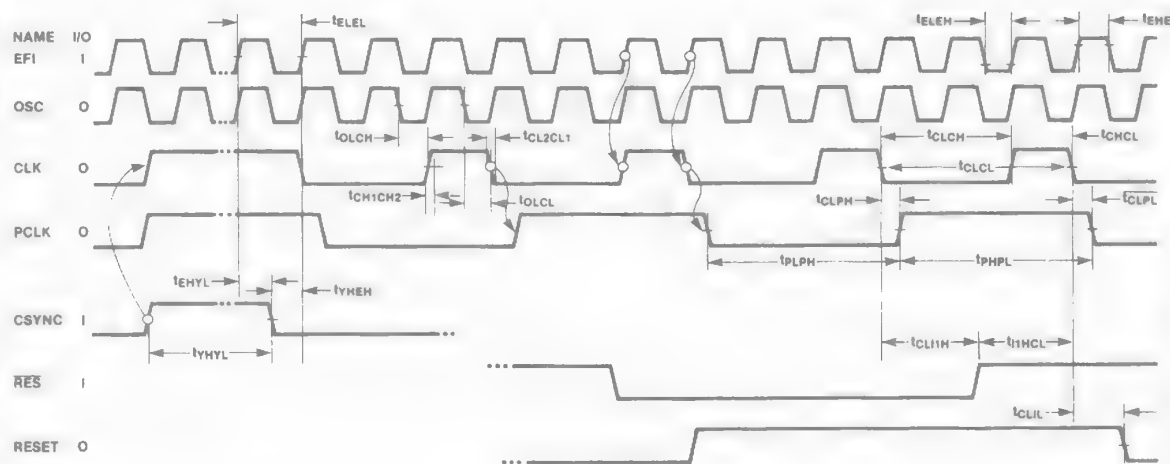 tELEL tELEH tEHE
NAME I/O
EFI I
OSC O
tOLCH tCL2CL1 tCLCH tCHCL
CLK O
tCLCL
tCH1CH2 tOLCL tCLPH tCLPL
PCLK O
tPLPH tPHPL
tEHYL tYHEH
CSYNC I
tYHYL tCLI1H tI1HCL
RES I
tCLIL
RESET O